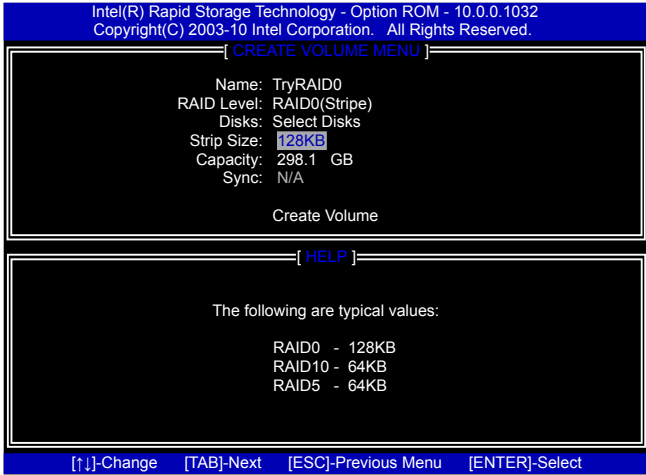 Intel(R) Rapid Storage Technology - Option ROM - 10.0.0.1032
Copyright(C) 2003-10 Intel Corporation. All Rights Reserved.
[ CREATE VOLUME MENU ]
Name: TryRAID0
RAID Level: RAID0(Stripe)
Disks: Select Disks
Strip Size: 128KB
Capacity: 298.1 GB
Sync: N/A
Create Volume
[ HELP ]
The following are typical values:
RAID0 - 128KB
RAID10 - 64KB
RAID5 - 64KB
[↑↓]-Change [TAB]-Next [ESC]-Previous Menu [ENTER]-Select